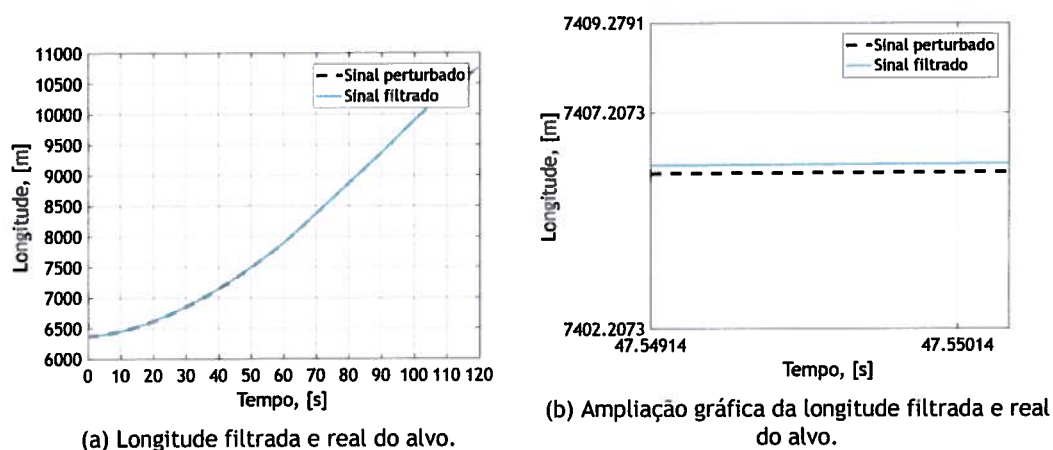 11000
10500
10000
9500
9000
8500
8000
7500
7000
6500
6000
Longitude, [m]
Sinal perturbado
Sinal filtrado
0 10 20 30 40 50 60 70 80 90 100 110 120
Tempo, [s]
(a) Longitude filtrada e real do alvo.
7409.2791
7407.2073
7402.2073
Longitude, [m]
Sinal perturbado
Sinal filtrado
47.54914 47.55014
Tempo, [s]
(b) Ampliação gráfica da longitude filtrada e real
do alvo.